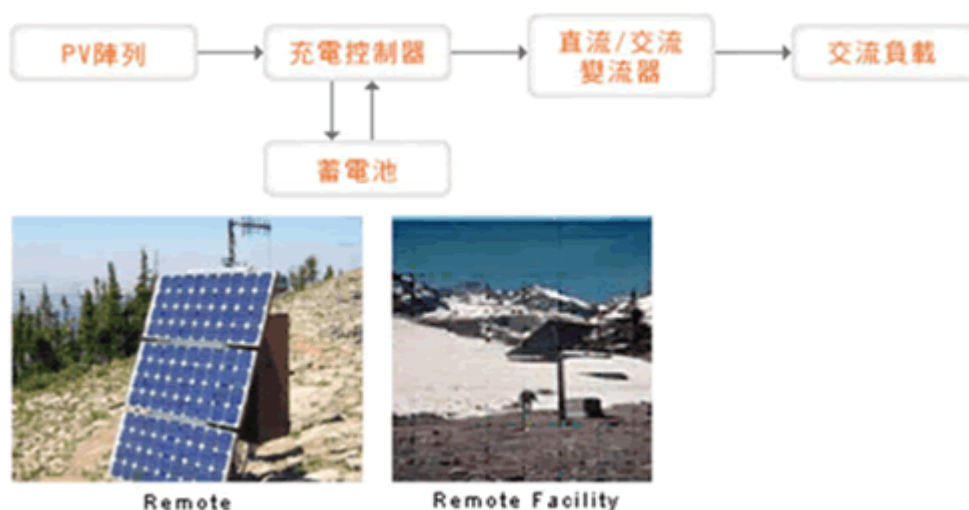 PV陣列
充電控制器
直流/交流
變流器
交流負載
蓄電池
Remote
Remote Facility